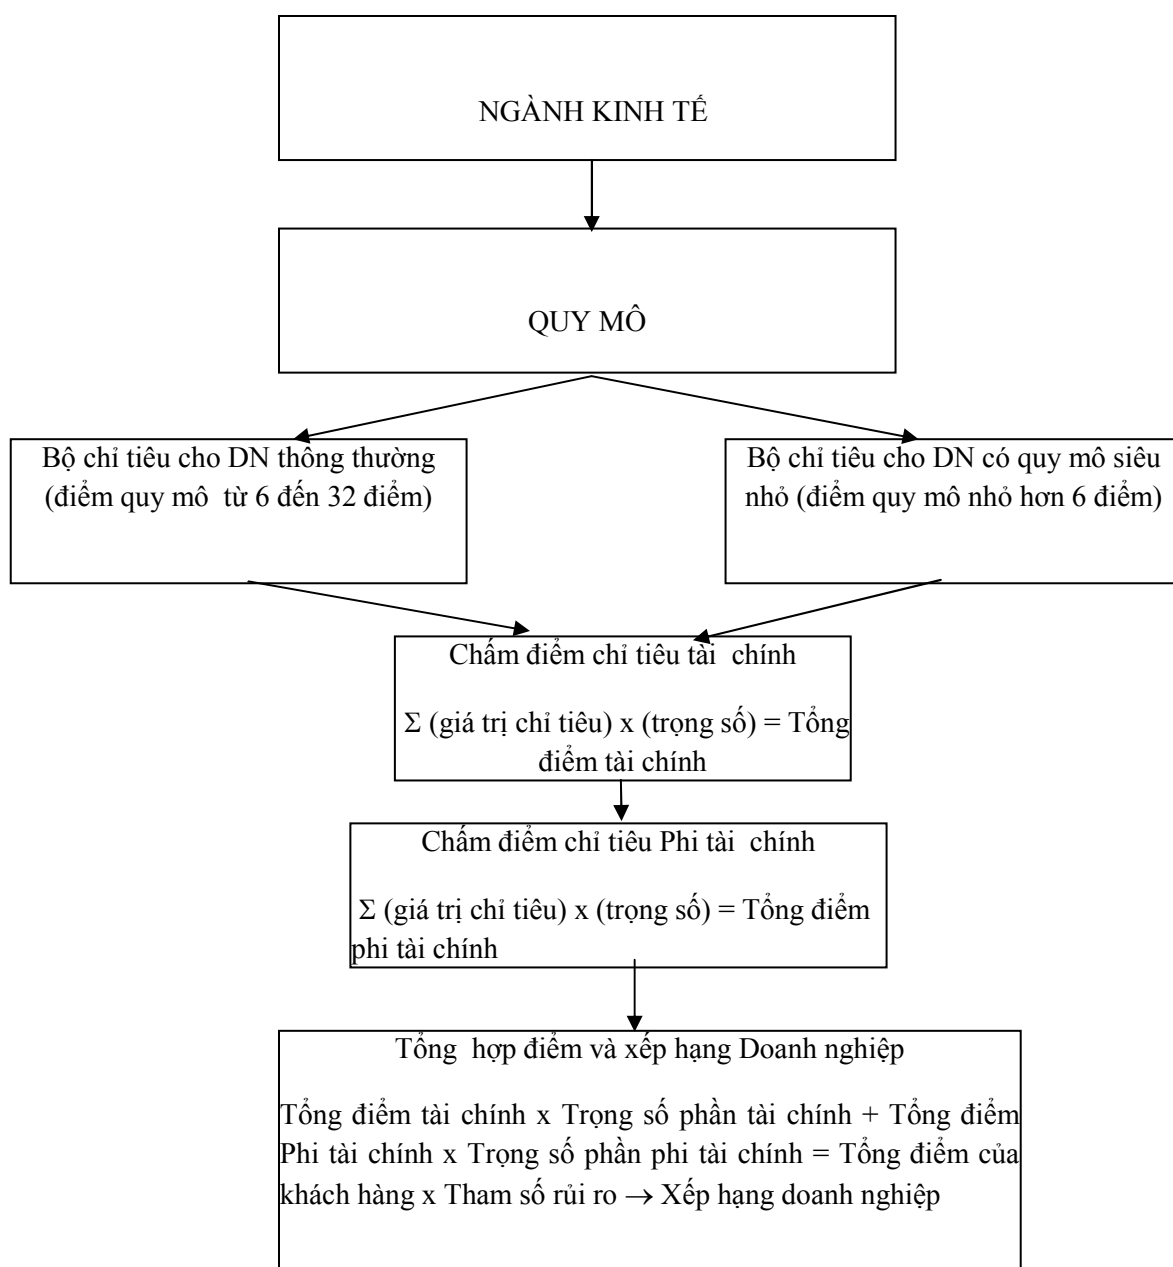 NGÀNH KINH TẾ
QUY MÔ
Bộ chỉ tiêu cho DN thông thường
(điểm quy mô từ 6 đến 32 điểm)
Bộ chỉ tiêu cho DN có quy mô siêu
nhỏ (điểm quy mô nhỏ hơn 6 điểm)
Chấm điểm chỉ tiêu tài chính
Σ (giá trị chỉ tiêu) x (trọng số) = Tổng
điểm tài chính
Chấm điểm chỉ tiêu Phi tài chính
Σ (giá trị chỉ tiêu) x (trọng số) = Tổng điểm
phi tài chính
Tổng hợp điểm và xếp hạng Doanh nghiệp
Tổng điểm tài chính x Trọng số phần tài chính + Tổng điểm
Phi tài chính x Trọng số phần phi tài chính = Tổng điểm của
khách hàng x Tham số rủi ro → Xếp hạng doanh nghiệp